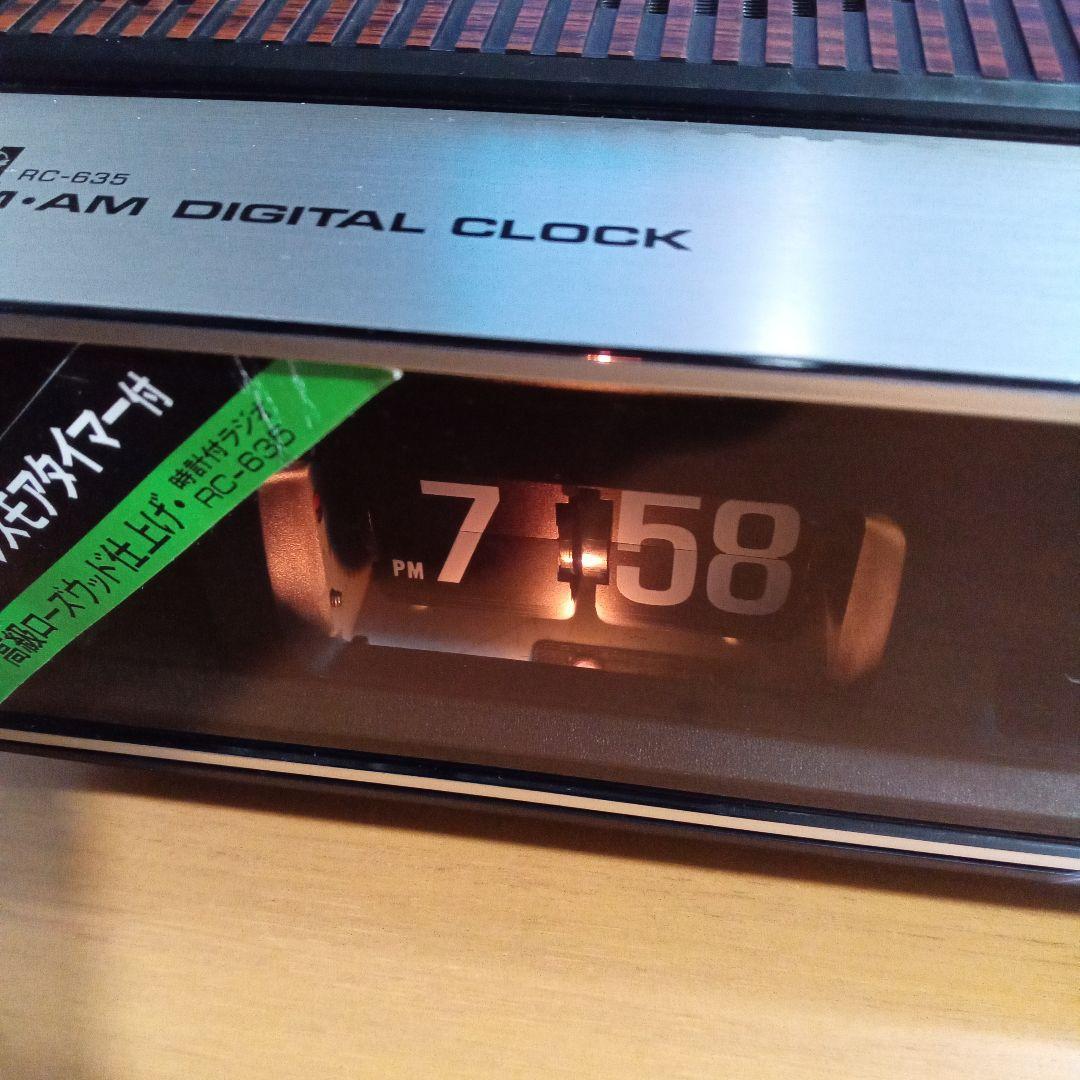 RC-635
M・AM DIGITAL CLOCK
ズモアタイマー付
高級ローズウッド仕上げ・時計付ラジオ
RC-635
PM 7 58